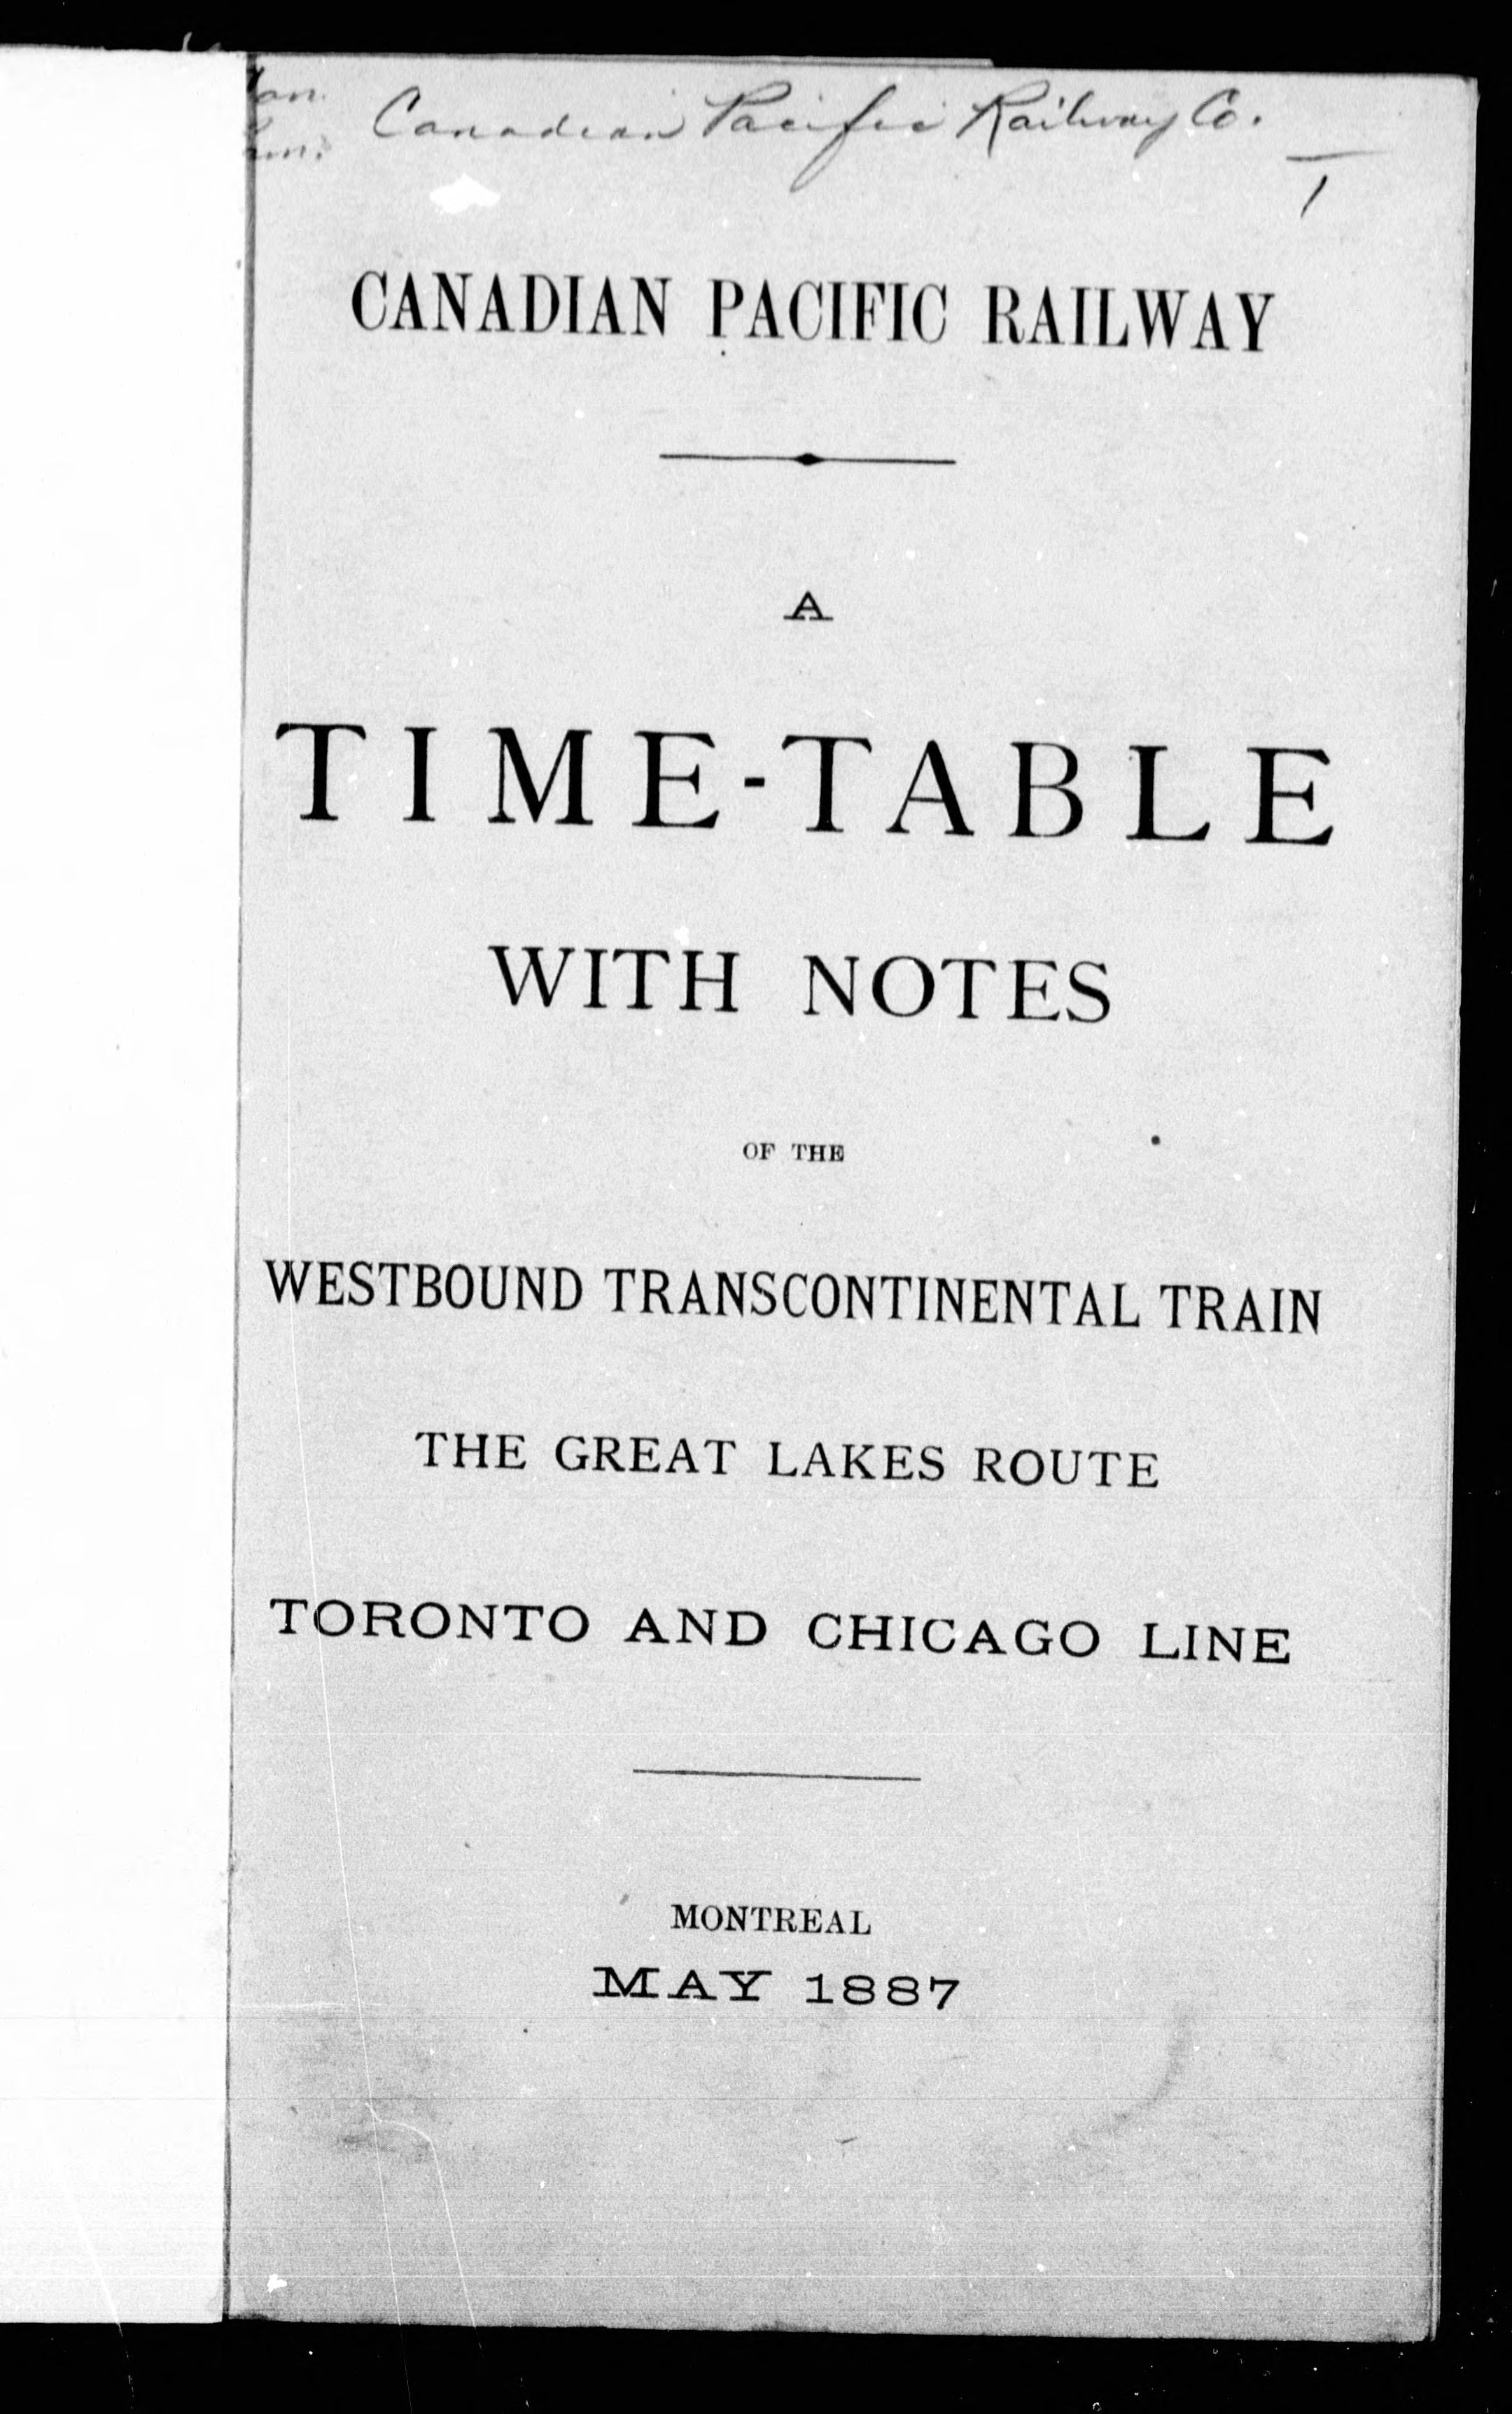 Canadian Pacific Railway Co.
CANADIAN PACIFIC RAILWAY
A
TIME-TABLE
WITH NOTES
OF THE
WESTBOUND TRANSCONTINENTAL TRAIN
THE GREAT LAKES ROUTE
TORONTO AND CHICAGO LINE
MONTREAL
MAY 1887